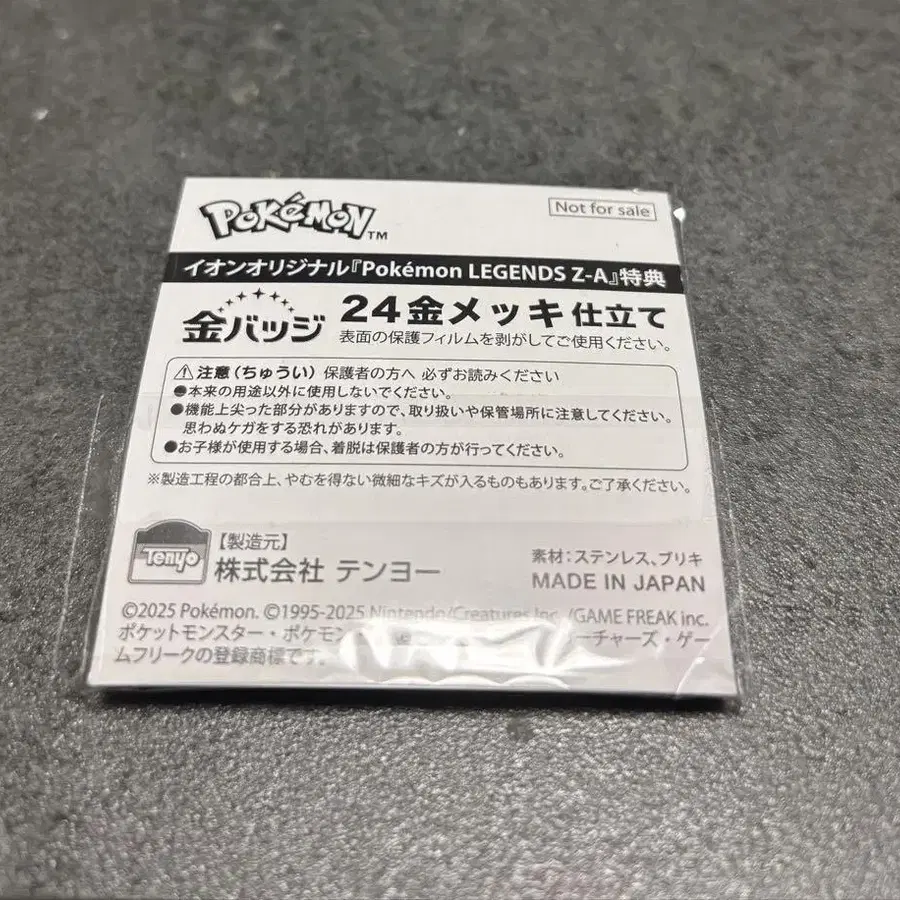 POKéMON TM
Not for sale
イオンオリジナル『Pokémon LEGENDS Z-A』特典
金バッジ
24金メッキ仕立て
表面の保護フィルムを剥がしてご使用ください。
⚠注意(ちゅうい) 保護者の方へ 必ずお読みください
●本来の用途以外に使用しないでください。
●機能上尖った部分がありますので、取り扱いや保管場所に注意してください。
思わぬケガをする恐れがあります。
●お子様が使用する場合、着脱は保護者の方が行ってください。
※製造工程の都合上、やむを得ない微細なキズが入るものもあります。ご了承ください。
Tenyo
【製造元】
株式会社 テンヨー
素材:ステンレス、ブリキ
MADE IN JAPAN
©2025 Pokémon. ©1995-2025 Nintendo/Creatures Inc. /GAME FREAK inc.
ポケットモンスター・ポケモン ーチャーズ・ゲー
ムフリークの登録商標です。